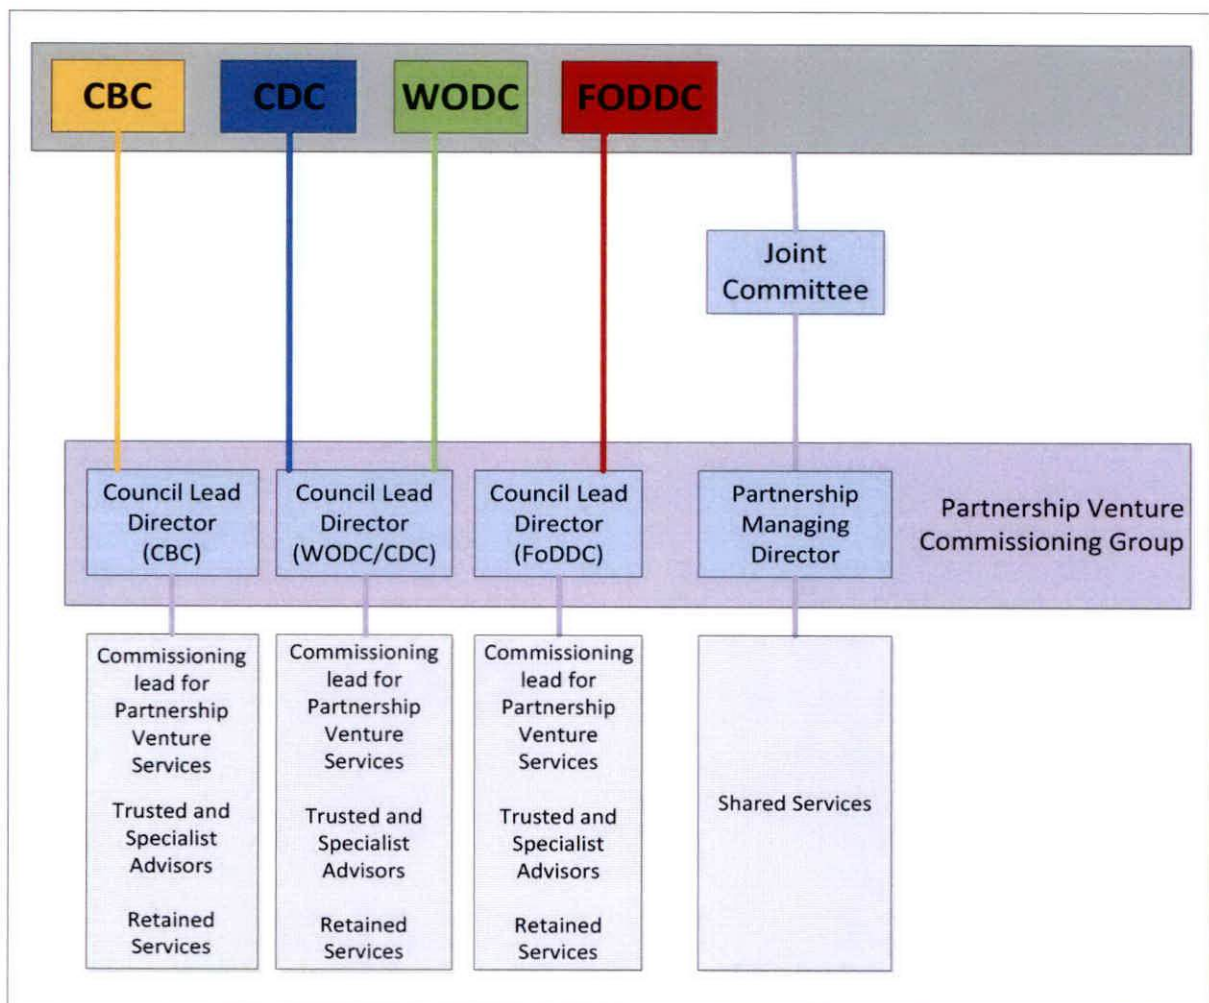 CBC
CDC
WODC
FODDC
Joint
Committee
Council Lead
Director
(CBC)
Council Lead
Director
(WODC/CDC)
Council Lead
Director
(FoDDC)
Partnership
Managing
Director
Partnership Venture
Commissioning Group
Commissioning
lead for
Partnership
Venture
Services
Trusted and
Specialist
Advisors
Retained
Services
Commissioning
lead for
Partnership
Venture
Services
Trusted and
Specialist
Advisors
Retained
Services
Commissioning
lead for
Partnership
Venture
Services
Trusted and
Specialist
Advisors
Retained
Services
Shared Services